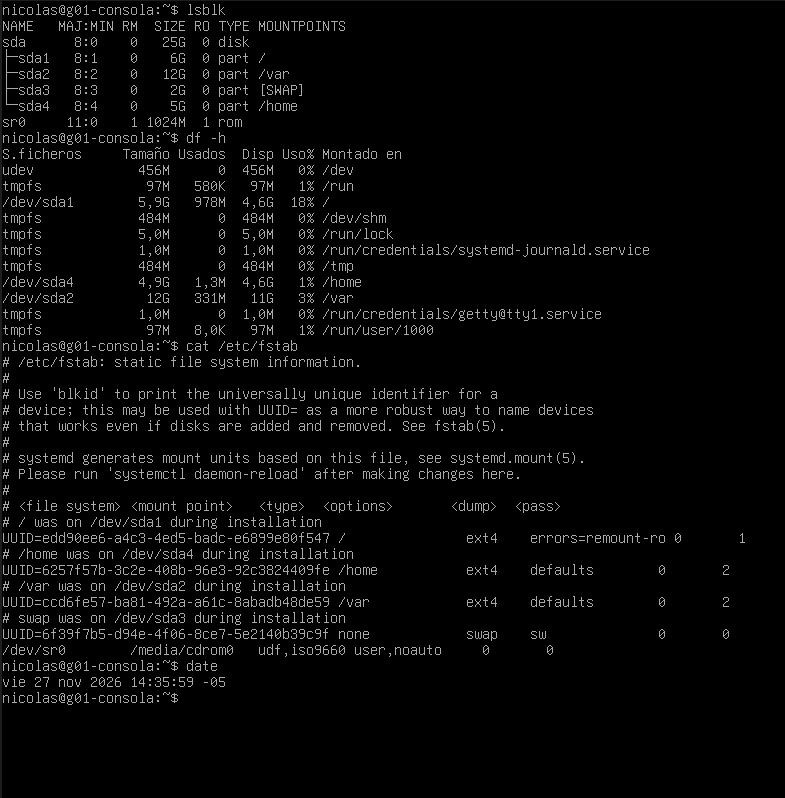 nicolas@g01-consola:~$ lsblk
NAME   MAJ:MIN RM  SIZE RO TYPE MOUNTPOINTS
sda      8:0    0   25G  0 disk
├─sda1   8:1    0    6G  0 part /
├─sda2   8:2    0   12G  0 part /var
├─sda3   8:3    0    2G  0 part [SWAP]
└─sda4   8:4    0    5G  0 part /home
sr0     11:0    1 1024M  0 rom
nicolas@g01-consola:~$ df -h
S.ficheros     Tamaño Usados  Disp Uso% Montado en
udev             456M      0  456M   0% /dev
tmpfs             97M   580K   97M   1% /run
/dev/sda1        5,9G   978M  4,6G  18% /
tmpfs            484M      0  484M   0% /dev/shm
tmpfs            5,0M      0  5,0M   0% /run/lock
tmpfs            1,0M      0  1,0M   0% /run/credentials/systemd-journald.service
tmpfs            484M      0  484M   0% /tmp
/dev/sda4        4,9G   1,3M  4,6G   1% /home
/dev/sda2         12G   331M   11G   3% /var
tmpfs            1,0M      0  1,0M   0% /run/credentials/getty@tty1.service
tmpfs             97M   8,0K   97M   1% /run/user/1000
nicolas@g01-consola:~$ cat /etc/fstab
# /etc/fstab: static file system information.
#
# Use 'blkid' to print the universally unique identifier for a
# device; this may be used with UUID= as a more robust way to name devices
# that works even if disks are added and removed. See fstab(5).
#
# systemd generates mount units based on this file, see systemd.mount(5).
# Please run 'systemctl daemon-reload' after making changes here.
#
# <file system> <mount point>   <type>  <options>       <dump>  <pass>
# / was on /dev/sda1 during installation
UUID=edd90ee6-a4c3-4ed5-badc-e6899e80f547 /               ext4    errors=remount-ro 0       1
# /home was on /dev/sda4 during installation
UUID=6257f57b-3c2e-408b-96e3-92c3824409fe /home           ext4    defaults        0       2
# /var was on /dev/sda2 during installation
UUID=ccd6fe57-ba81-492a-a61c-8abadb48de59 /var            ext4    defaults        0       2
# swap was on /dev/sda3 during installation
UUID=6f39f7b5-d94e-4f06-8ce7-5e2140b39c9f none            swap    sw              0       0
/dev/sr0        /media/cdrom0   udf,iso9660 user,noauto     0       0
nicolas@g01-consola:~$ date
vie 27 nov 2026 14:35:59 -05
nicolas@g01-consola:~$